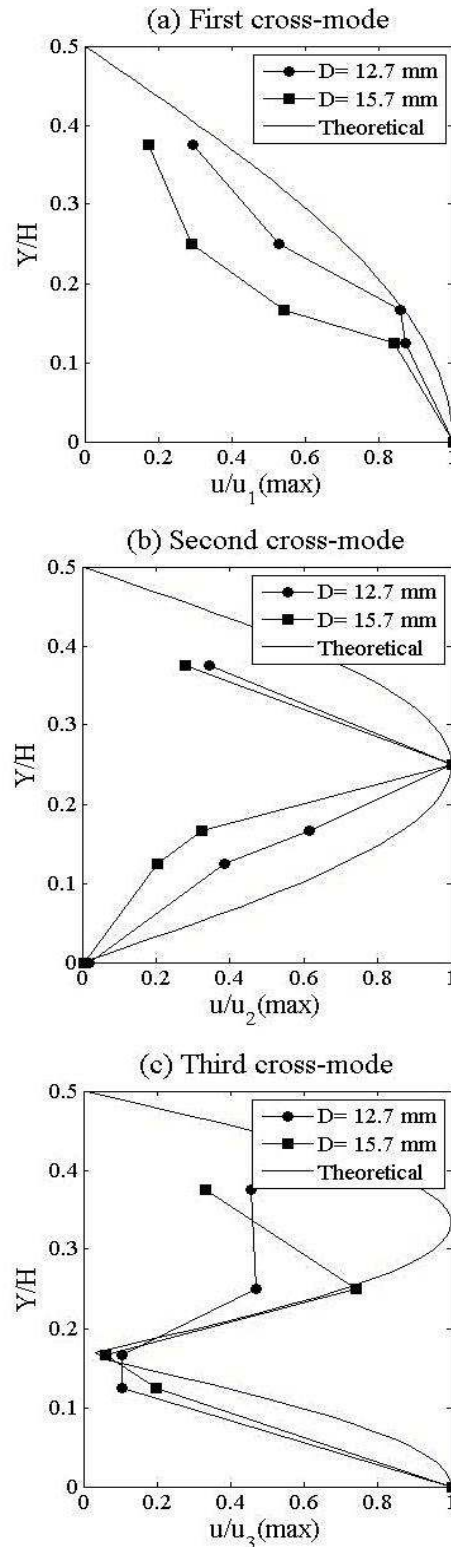 (a) First cross-mode
0.5
D= 12.7 mm
D= 15.7 mm
Theoretical
0.4
0.3
Y/H
0.2
0.1
0
0 0.2 0.4 0.6 0.8 1
u/u1(max)
(b) Second cross-mode
0.5
D= 12.7 mm
D= 15.7 mm
Theoretical
0.4
0.3
Y/H
0.2
0.1
0
0 0.2 0.4 0.6 0.8 1
u/u2(max)
(c) Third cross-mode
0.5
D= 12.7 mm
D= 15.7 mm
Theoretical
0.4
0.3
Y/H
0.2
0.1
0
0 0.2 0.4 0.6 0.8 1
u/u3(max)